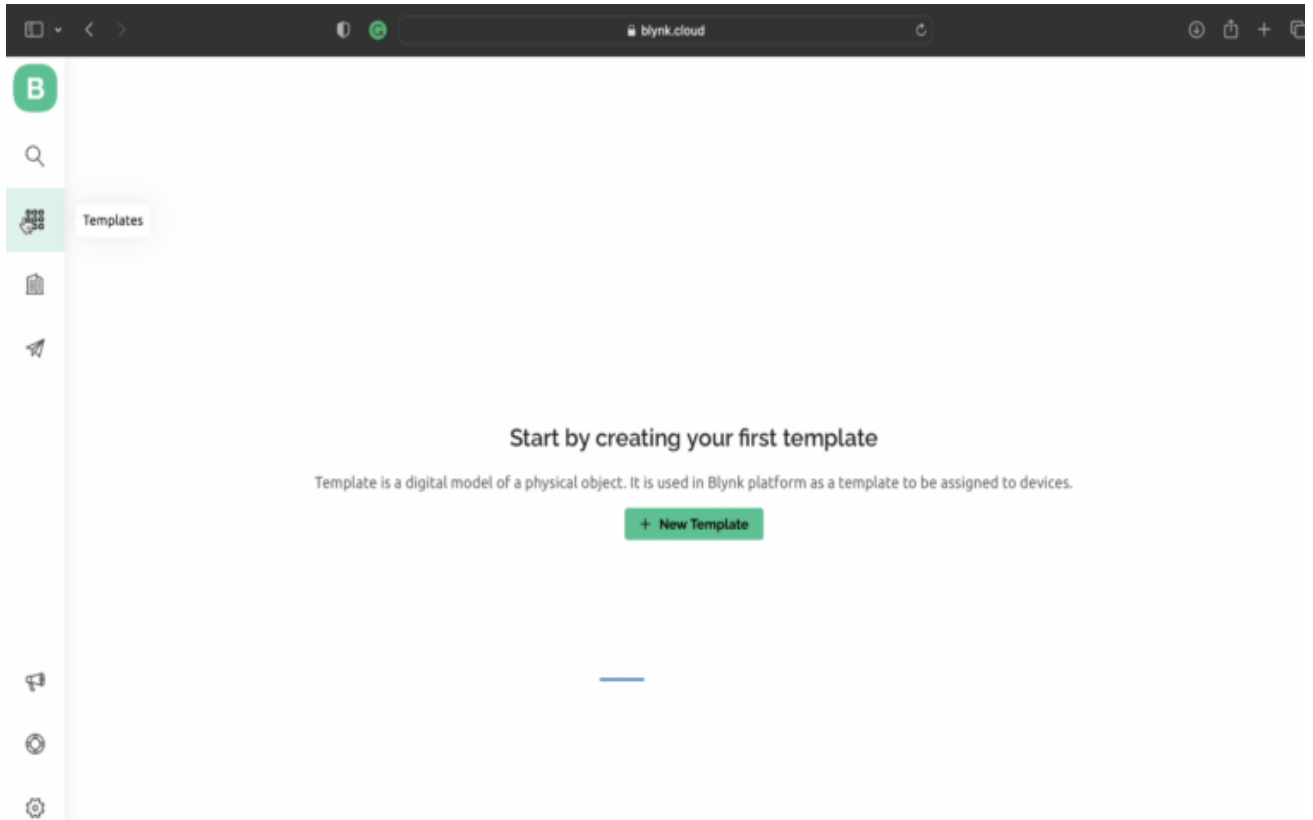 blynk.cloud
B
Templates
Start by creating your first template
Template is a digital model of a physical object. It is used in Blynk platform as a template to be assigned to devices.
+ New Template